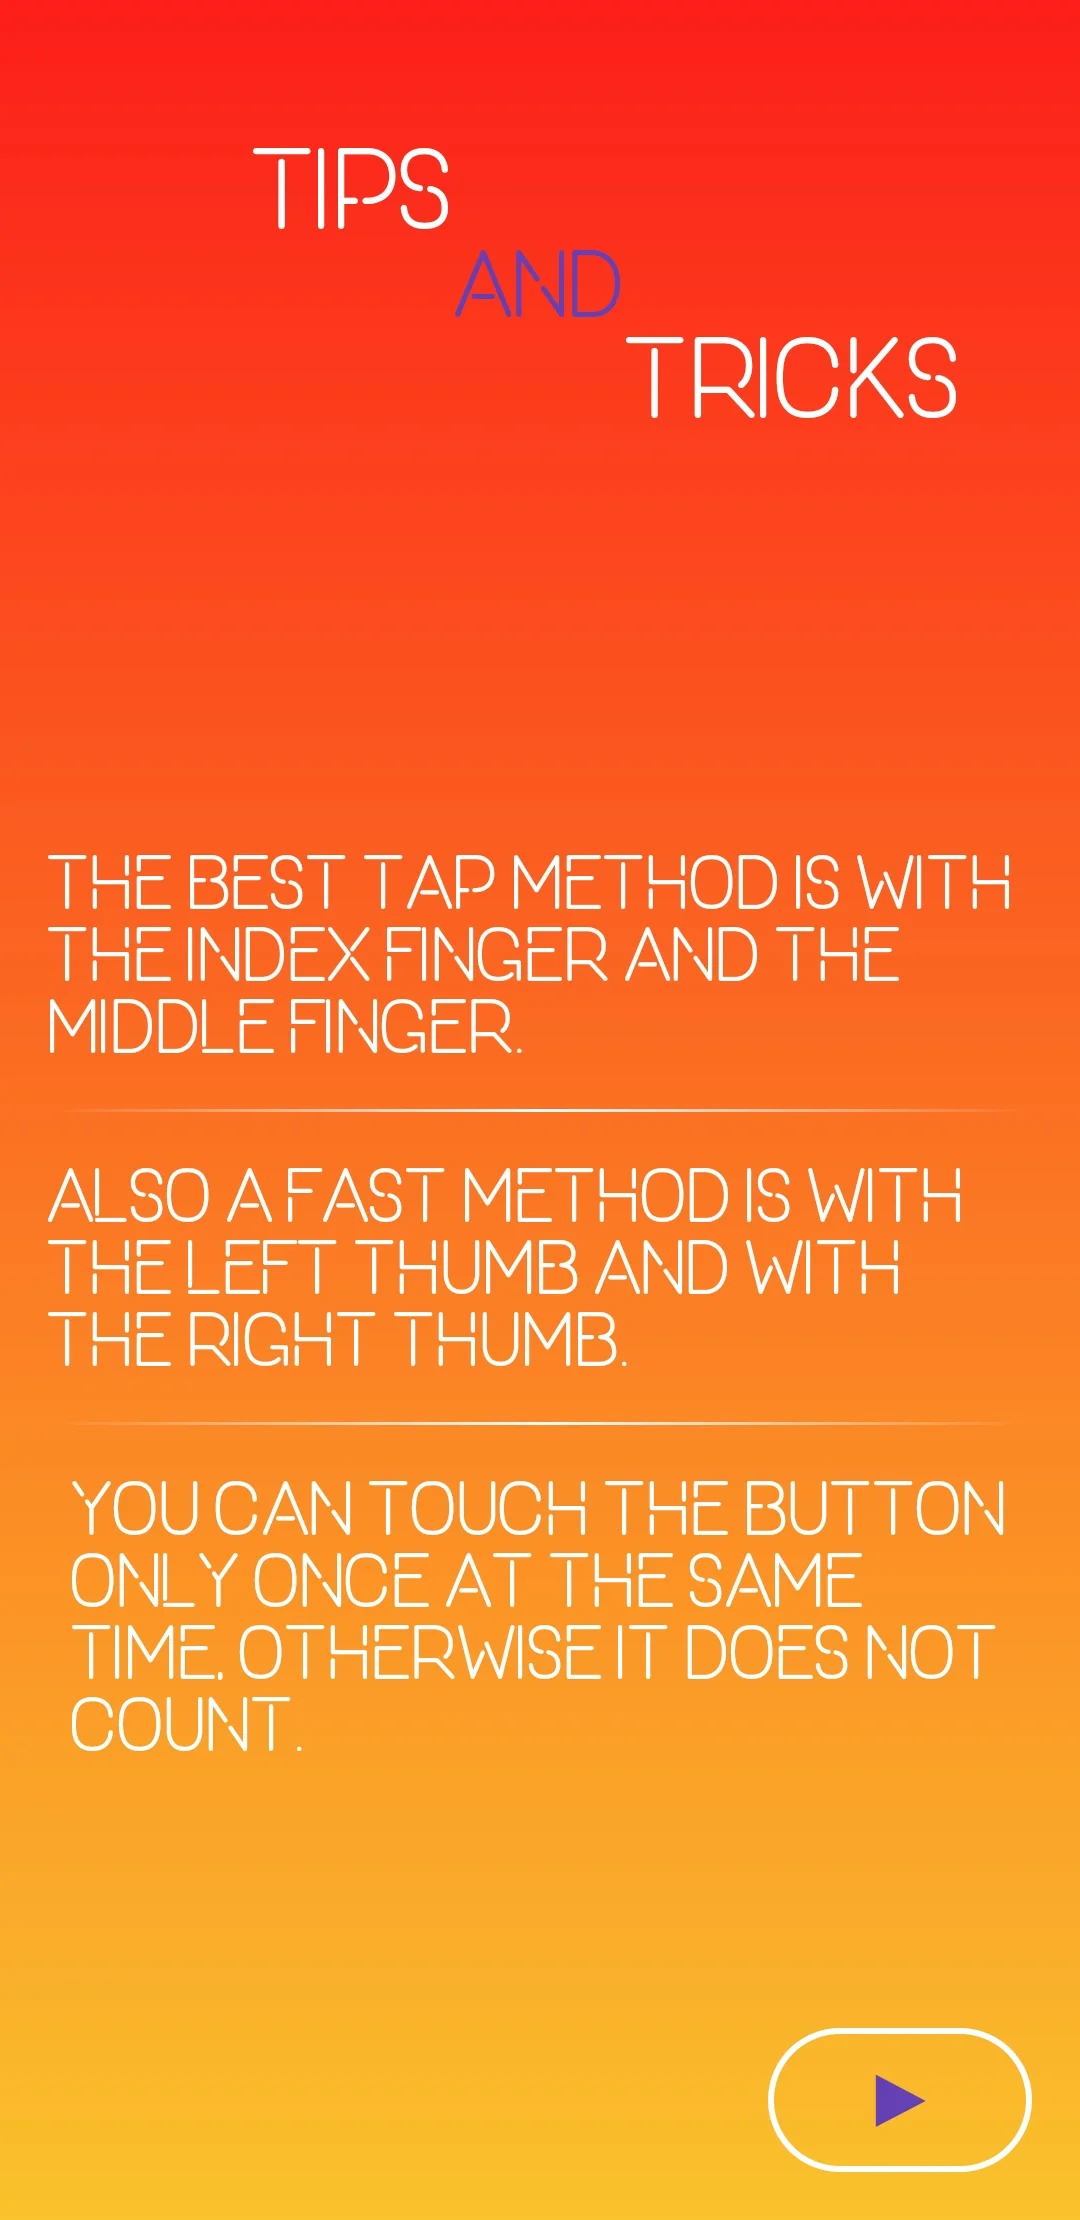 TIPS
AND
TRICKS
THE BEST TAP METHOD IS WITH
THE INDEX FINGER AND THE
MIDDLE FINGER.
ALSO A FAST METHOD IS WITH
THE LEFT THUMB AND WITH
THE RIGHT THUMB.
YOU CAN TOUCH THE BUTTON
ONLY ONCE AT THE SAME
TIME, OTHERWISE IT DOES NOT
COUNT.